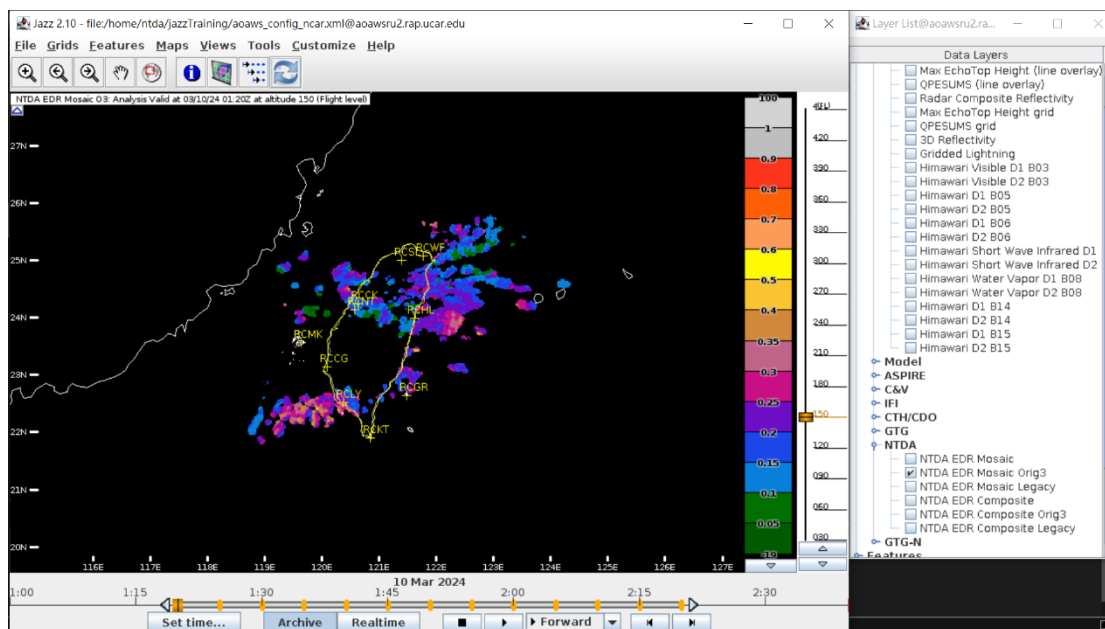 Jazz 2.10 - file:/home/ntda/jazzTraining/aoaws_config_ncar.xml@aoawsru2.rap.ucar.edu
File Grids Features Maps Views Tools Customize Help
NTDA EDR Mosaic O3: Analysis Valid at 03/10/24 01:20Z at altitude 150 (Flight level)
27N
26N
25N
24N
23N
22N
21N
20N
116E 117E 118E 119E 120E 121E 122E 123E 124E 125E 126E 127E
RCWF
RCCK
RCHL
RCMK
RCCG
RCGR
RCLY
RCKT
100
1
0.9
0.8
0.7
0.6
0.5
0.4
0.35
0.3
0.25
0.2
0.15
0.1
0.05
-19
4(FL)
420
390
360
330
300
270
240
210
180
150
120
090
060
030
10 Mar 2024
1:00 1:15 1:30 1:45 2:00 2:15 2:30
Set time... Archive Realtime Forward
Layer List@aoawsru2.ra...
Data Layers
Max EchoTop Height (line overlay)
QPESUMS (line overlay)
Radar Composite Reflectivity
Max EchoTop Height grid
QPESUMS grid
3D Reflectivity
Gridded Lightning
Himawari Visible D1 B03
Himawari Visible D2 B03
Himawari D1 B05
Himawari D2 B05
Himawari D1 B06
Himawari D2 B06
Himawari Short Wave Infrared D1
Himawari Short Wave Infrared D2
Himawari Water Vapor D1 B08
Himawari Water Vapor D2 B08
Himawari D1 B14
Himawari D2 B14
Himawari D1 B15
Himawari D2 B15
Model
ASPIRE
C&V
IFI
CTH/CDO
GTG
NTDA
NTDA EDR Mosaic
NTDA EDR Mosaic Orig3
NTDA EDR Mosaic Legacy
NTDA EDR Composite
NTDA EDR Composite Orig3
NTDA EDR Composite Legacy
GTG-N
Features